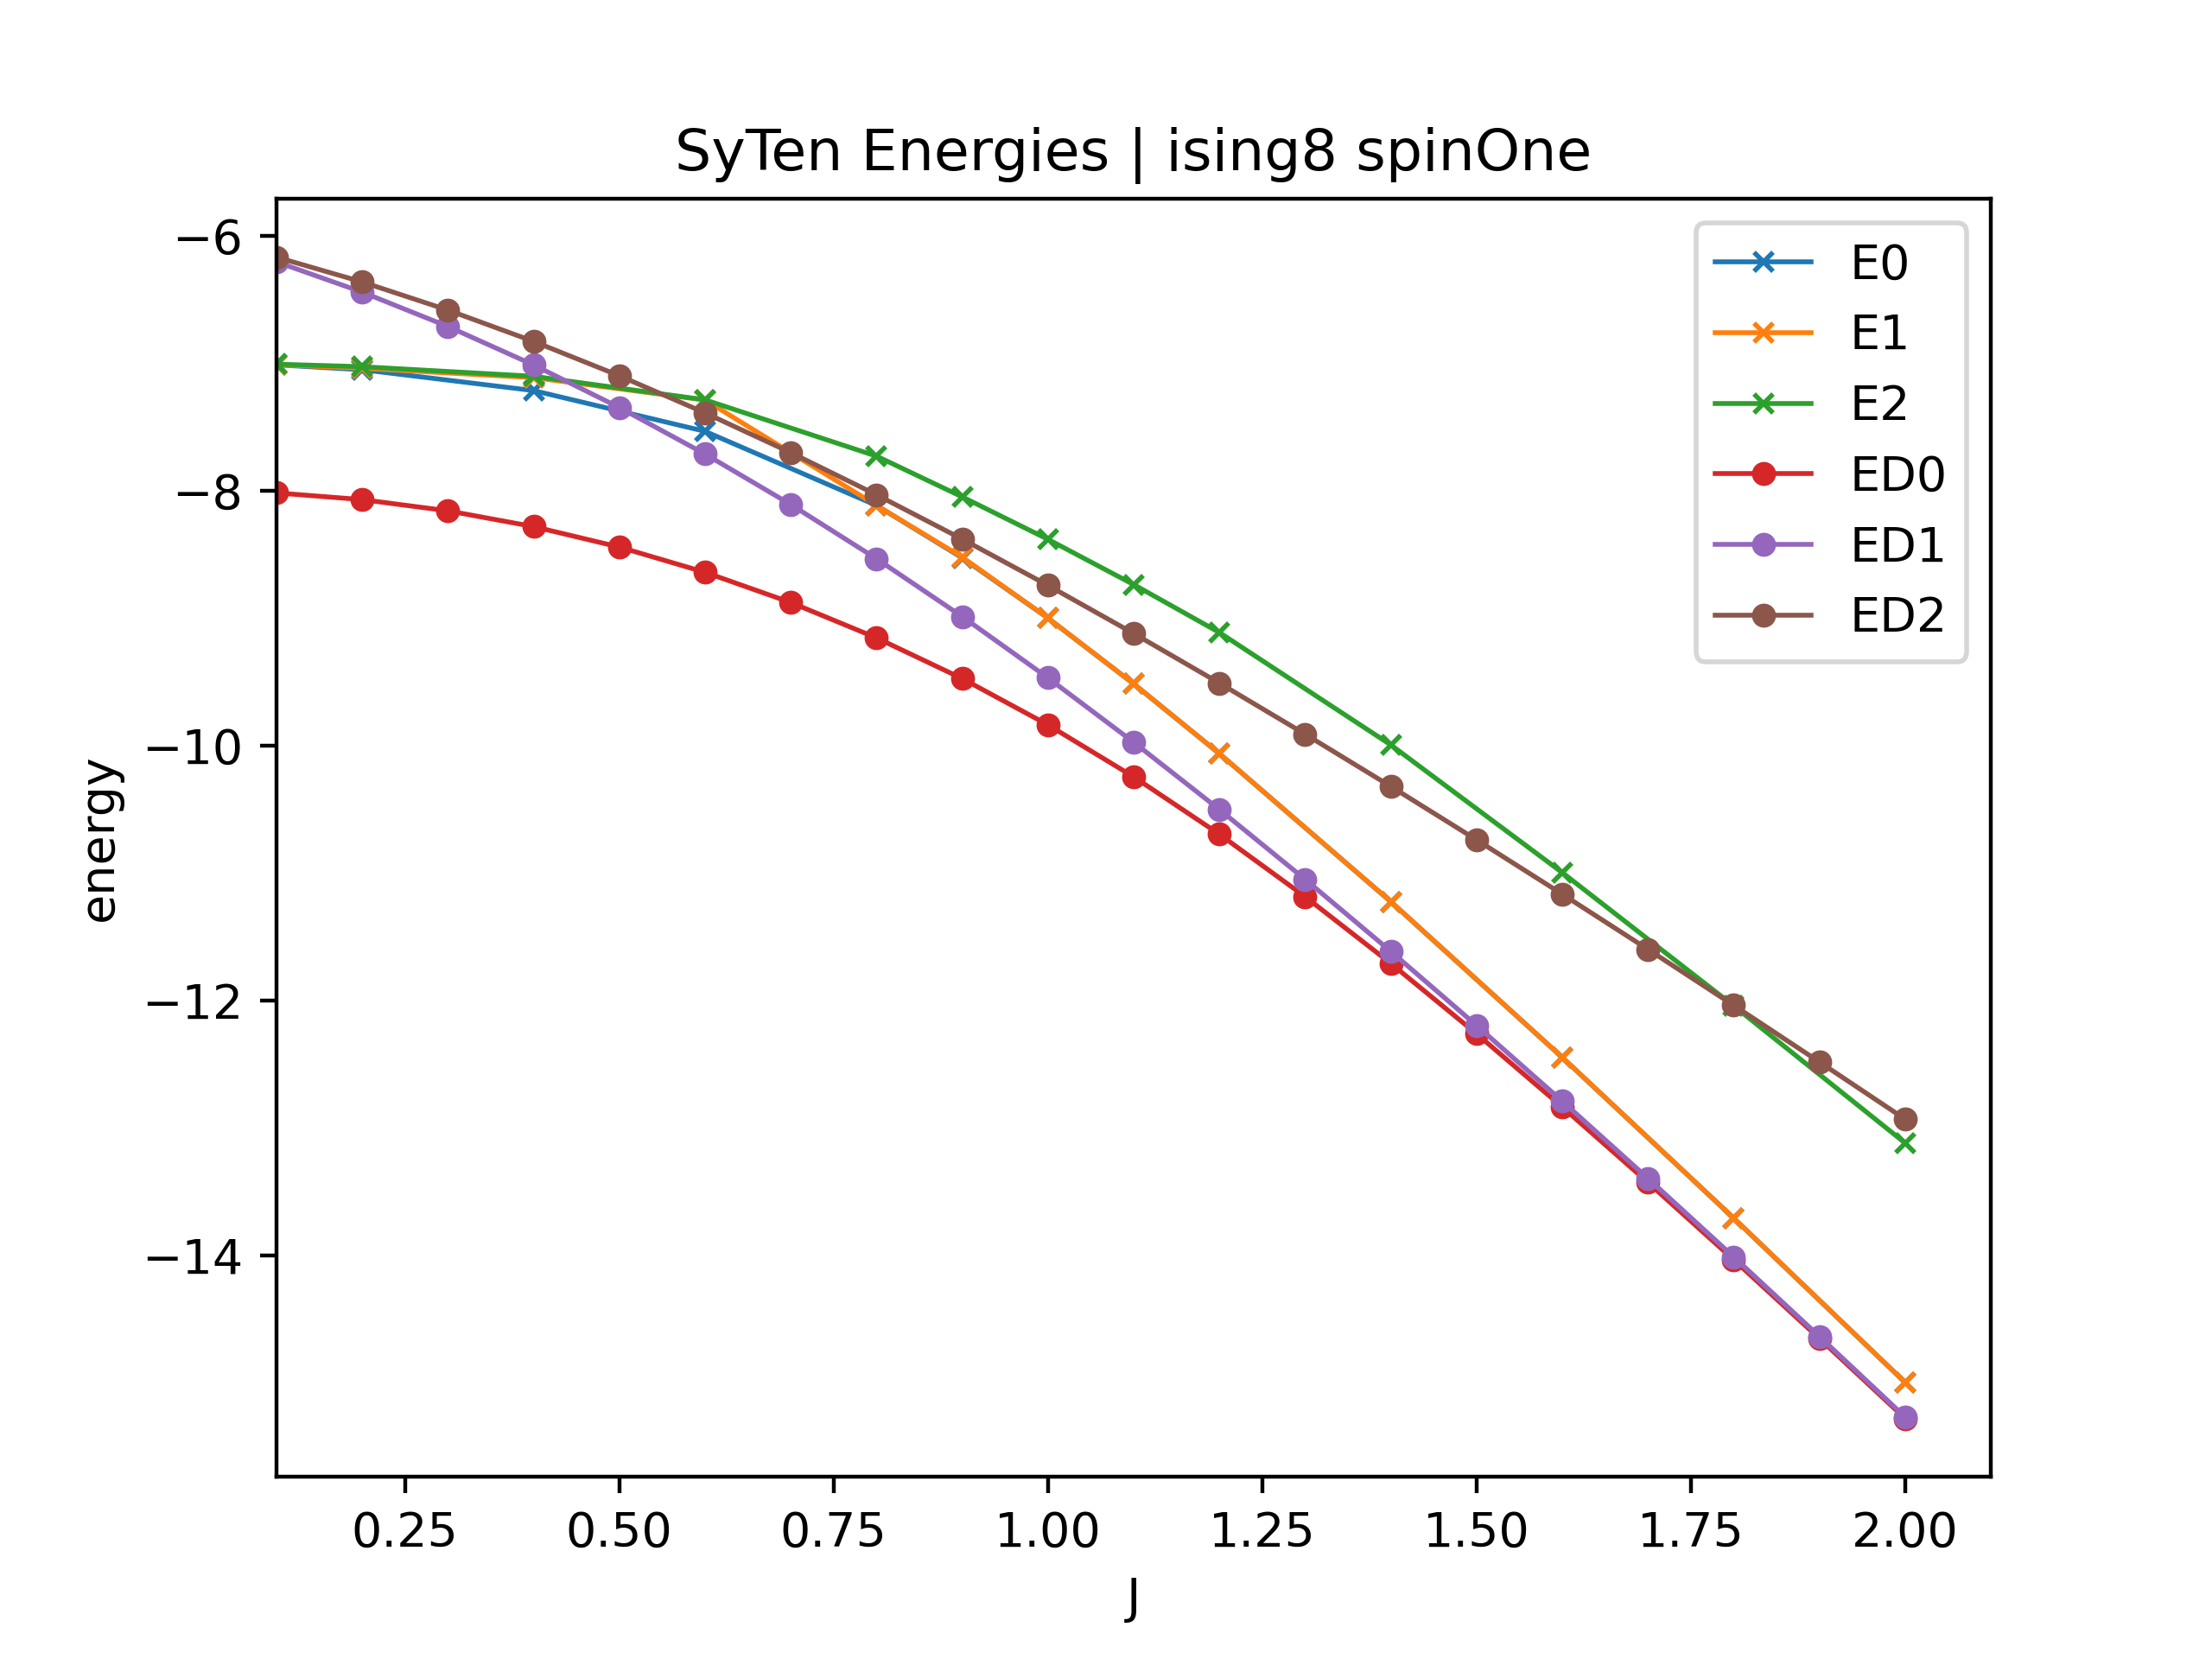 SyTen Energies | ising8 spinOne
−6
−8
−10
−12
−14
energy
0.25 0.50 0.75 1.00 1.25 1.50 1.75 2.00
J
E0
E1
E2
ED0
ED1
ED2